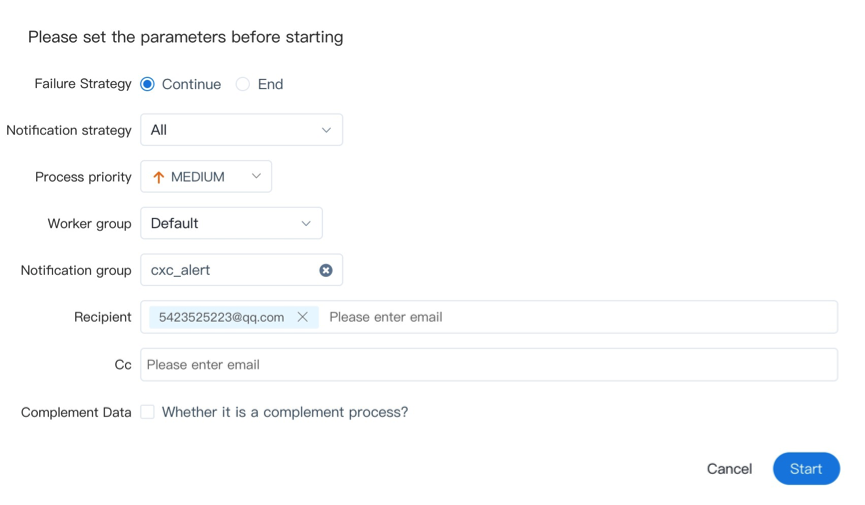 Please set the parameters before starting
Failure Strategy Continue End
Notification strategy All
Process priority MEDIUM
Worker group Default
Notification group cxc_alert
Recipient 5423525223@qq.com Please enter email
Cc Please enter email
Complement Data Whether it is a complement process?
Cancel Start